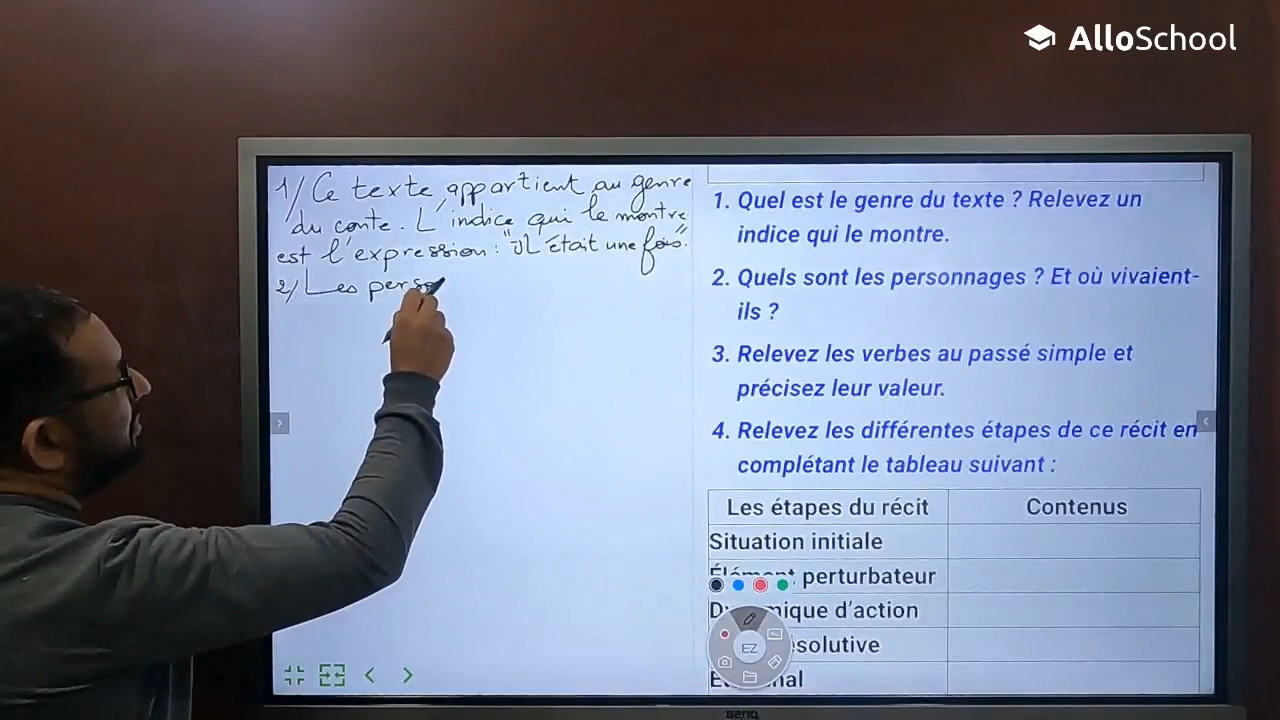 AlloSchool
1/ Ce texte appartient au genre
du conte. L'indice qui le montre
est l'expression: "Il était une fois".
2/ Les perso
1. Quel est le genre du texte ? Relevez un
indice qui le montre.
2. Quels sont les personnages ? Et où vivaient-
ils ?
3. Relevez les verbes au passé simple et
précisez leur valeur.
4. Relevez les différentes étapes de ce récit en
complétant le tableau suivant :
Les étapes du récit Contenus
Situation initiale
Élément perturbateur
Dynamique d'action
ésolutive
EZ
BenQ